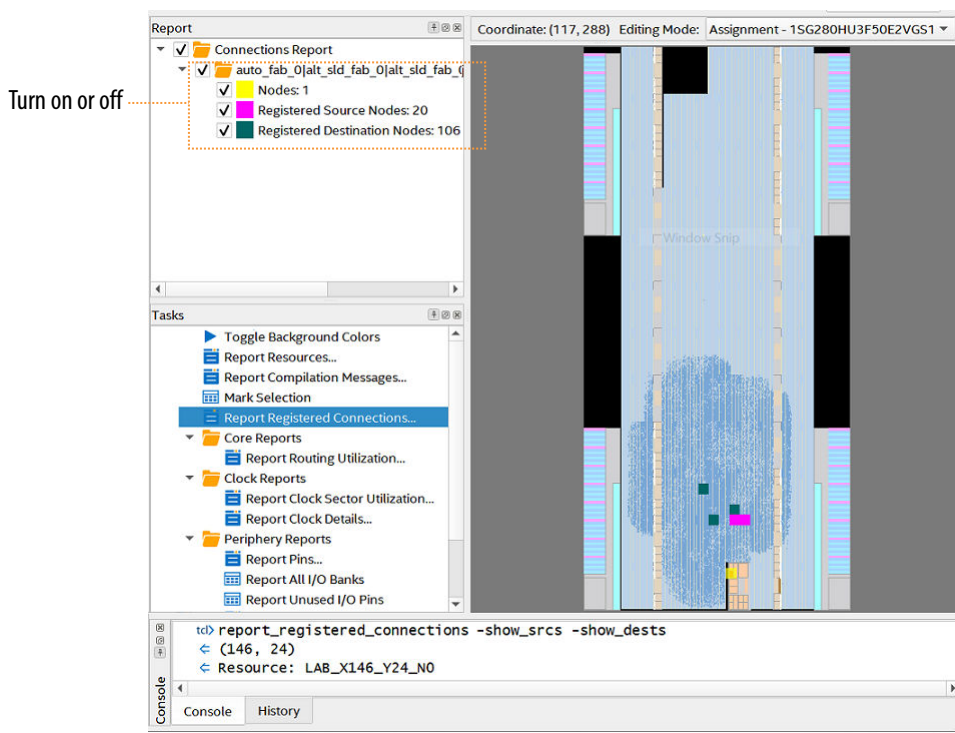 Report
Coordinate: (117, 288) Editing Mode: Assignment - 1SG280HU3F50E2VGS1
Connections Report
auto_fab_0|alt_sld_fab_0|alt_sld_fab_0
Turn on or off
Nodes: 1
Registered Source Nodes: 20
Registered Destination Nodes: 106
Window Snip
Tasks
Toggle Background Colors
Report Resources...
Report Compilation Messages...
Mark Selection
Report Registered Connections...
Core Reports
Report Routing Utilization...
Clock Reports
Report Clock Sector Utilization...
Report Clock Details...
Periphery Reports
Report Pins...
Report All I/O Banks
Report Unused I/O Pins
tcl> report_registered_connections -show_srcs -show_dests
(146, 24)
Resource: LAB_X146_Y24_N0
Console
Console History